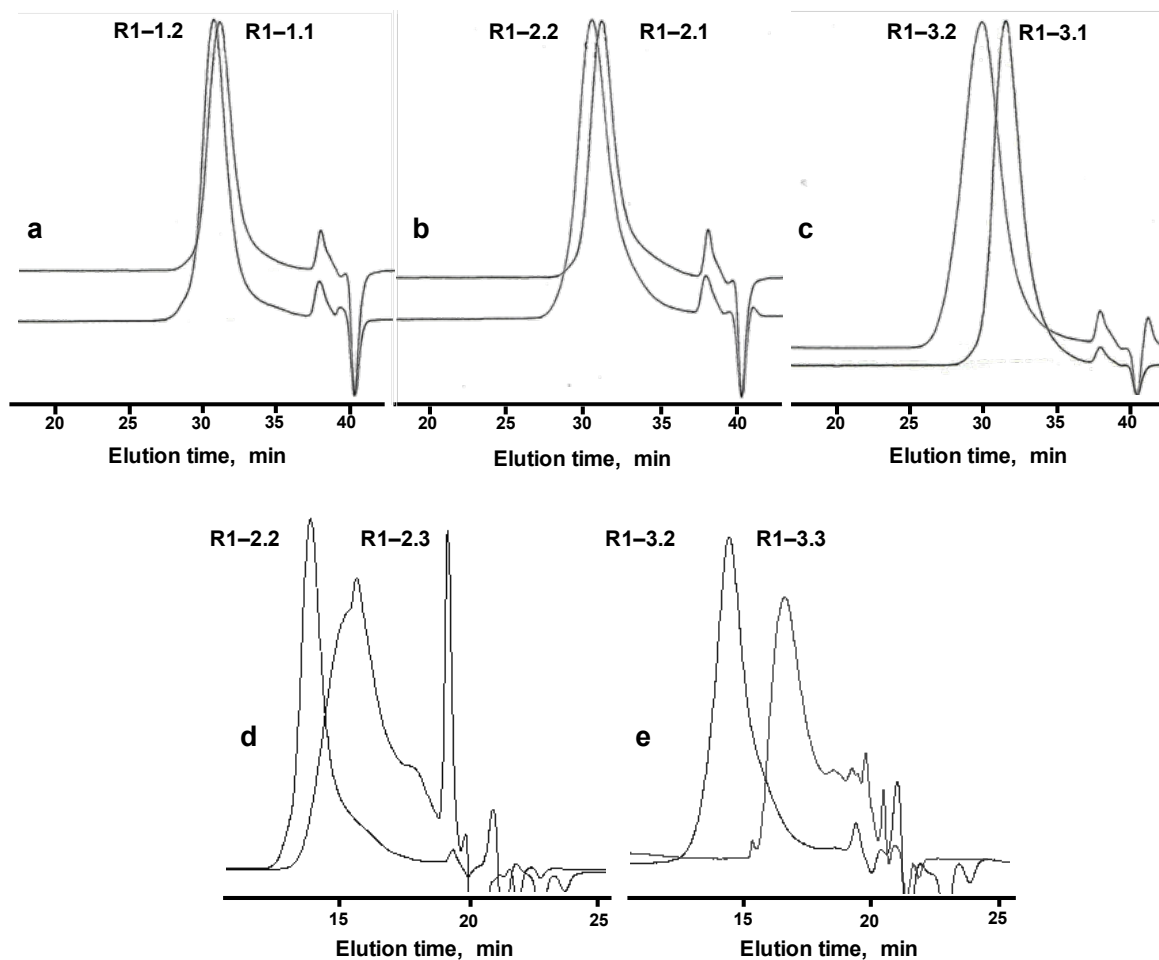 R1–1.2 R1–1.1
a
20 25 30 35 40
Elution time, min
R1–2.2 R1–2.1
b
20 25 30 35 40
Elution time, min
R1–3.2 R1–3.1
c
20 25 30 35 40
Elution time, min
R1–2.2 R1–2.3
d
15 20 25
Elution time, min
R1–3.2 R1–3.3
e
15 20 25
Elution time, min